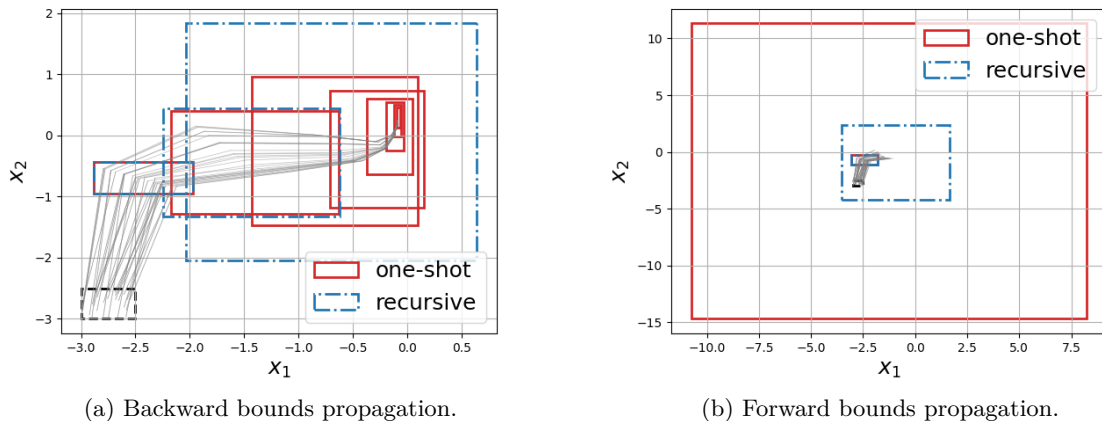 2
1
0
−1
−2
−3
x2
−3.0 −2.5 −2.0 −1.5 −1.0 −0.5 0.0 0.5
x1
one-shot
recursive
(a) Backward bounds propagation.
10
5
0
−5
−10
−15
x2
−10.0 −7.5 −5.0 −2.5 0.0 2.5 5.0 7.5
x1
one-shot
recursive
(b) Forward bounds propagation.